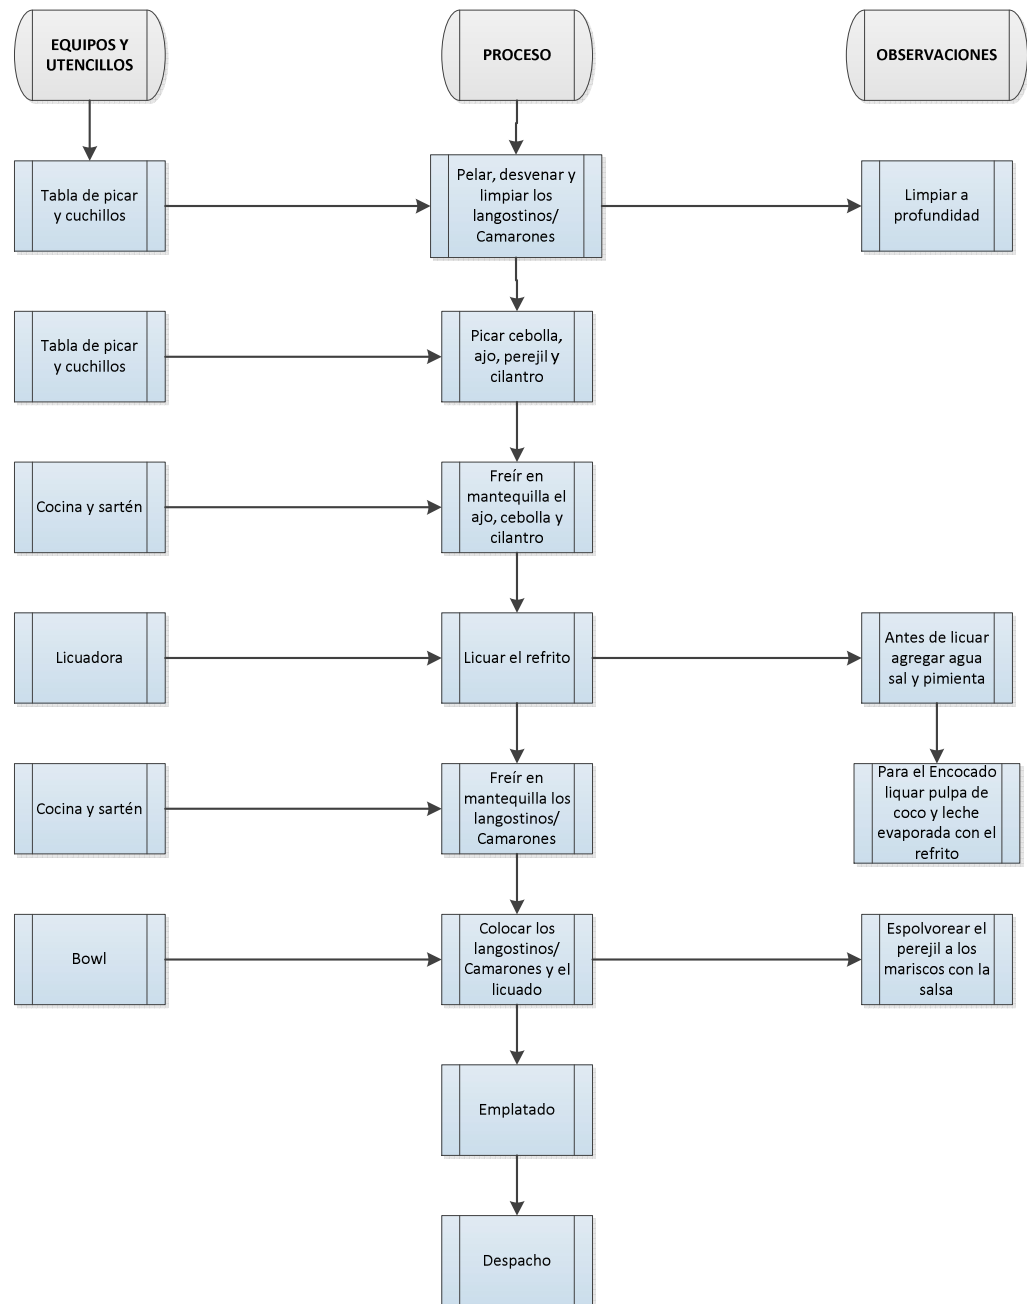 EQUIPOS Y
UTENCILLOS
PROCESO
OBSERVACIONES
Tabla de picar
y cuchillos
Pelar, desvenar y
limpiar los
langostinos/
Camarones
Limpiar a
profundidad
Tabla de picar
y cuchillos
Picar cebolla,
ajo, perejil y
cilantro
Cocina y sartén
Freír en
mantequilla el
ajo, cebolla y
cilantro
Licuadora
Licuar el refrito
Antes de licuar
agregar agua
sal y pimienta
Cocina y sartén
Freír en
mantequilla los
langostinos/
Camarones
Para el Encocado
liquar pulpa de
coco y leche
evaporada con el
refrito
Bowl
Colocar los
langostinos/
Camarones y el
licuado
Espolvorear el
perejil a los
mariscos con la
salsa
Emplatado
Despacho